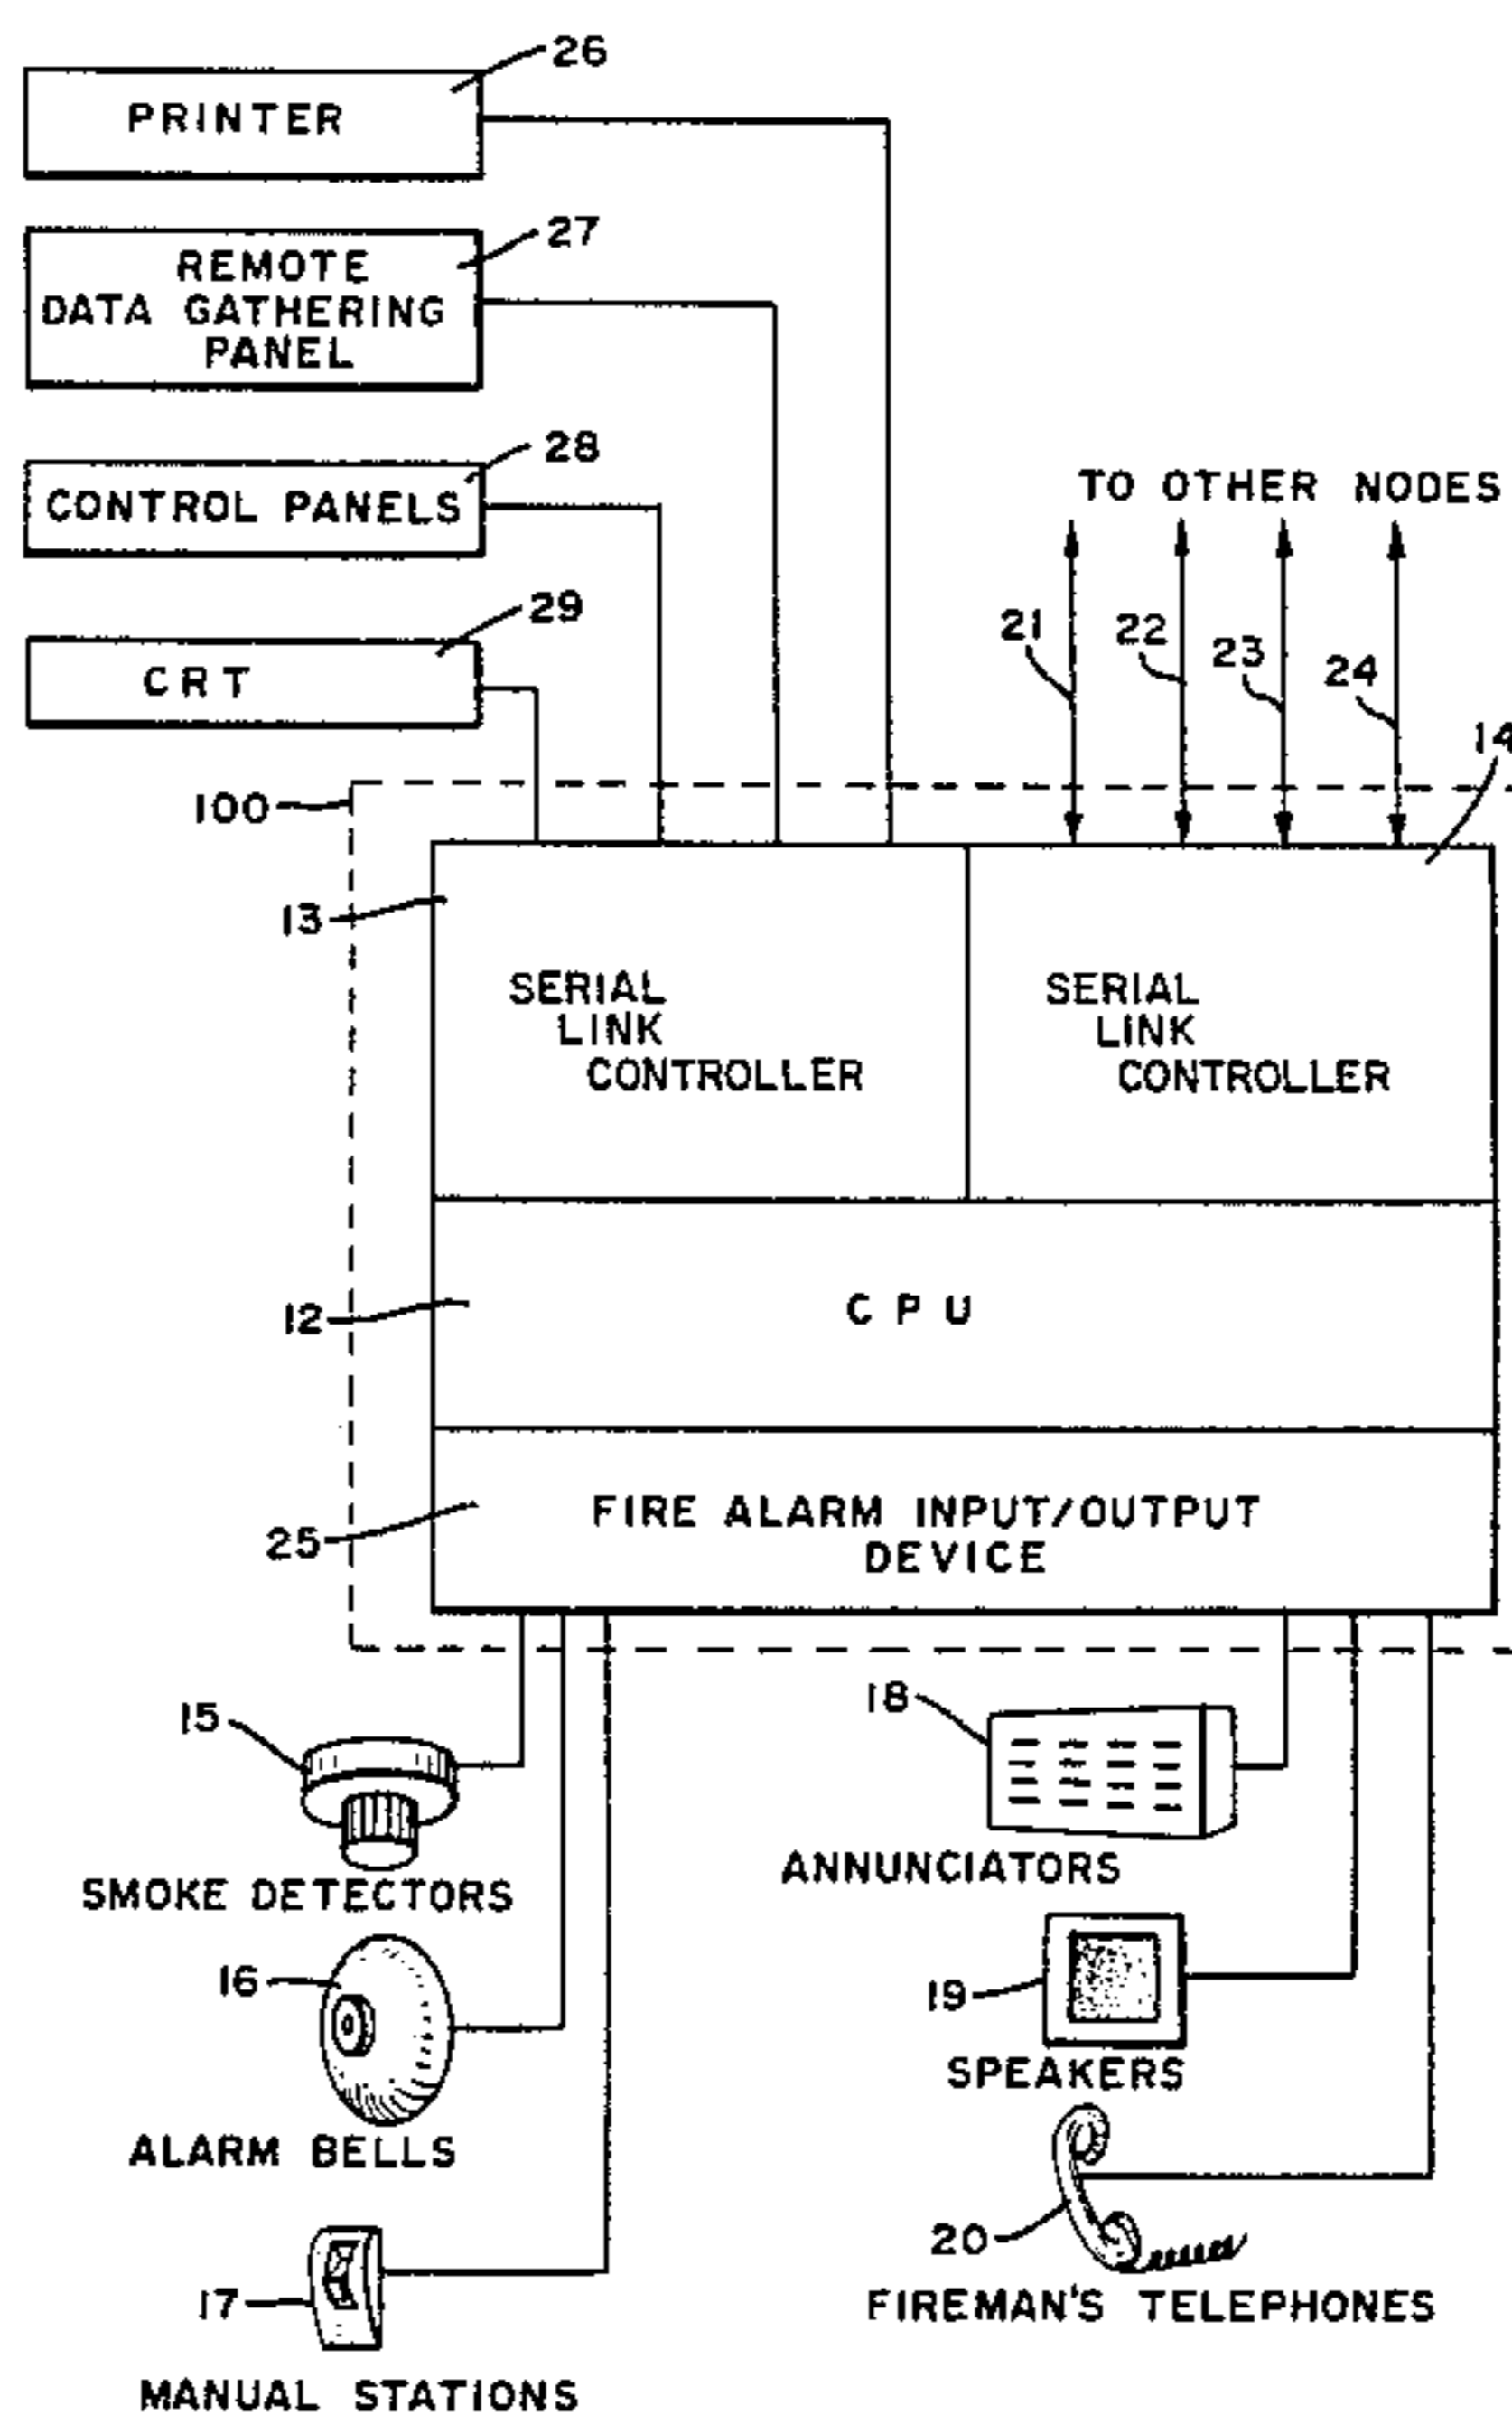 26
PRINTER
27
REMOTE
DATA GATHERING
PANEL
28
CONTROL PANELS
29
CRT
TO OTHER NODES
21
22
23
24
14
100
13
SERIAL
LINK
CONTROLLER
SERIAL
LINK
CONTROLLER
12
CPU
25
FIRE ALARM INPUT/OUTPUT
DEVICE
15
SMOKE DETECTORS
16
ALARM BELLS
17
MANUAL STATIONS
18
ANNUNCIATORS
19
SPEAKERS
20
FIREMAN'S TELEPHONES